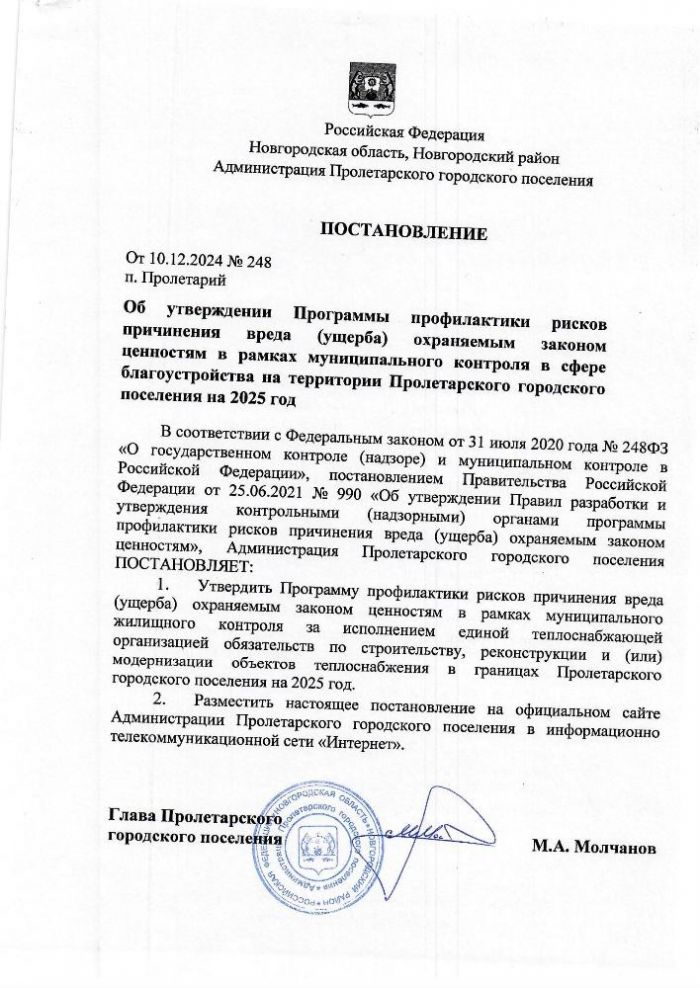 Российская Федерация
Новгородская область, Новгородский район
Администрация Пролетарского городского поселения
ПОСТАНОВЛЕНИЕ
От 10.12.2024 № 248
п. Пролетарий
Об утверждении Программы профилактики рисков
причинения вреда (ущерба) охраняемым законом
ценностям в рамках муниципального контроля в сфере
благоустройства на территории Пролетарского городского
поселения на 2025 год
В соответствии с Федеральным законом от 31 июля 2020 года № 248ФЗ
«О государственном контроле (надзоре) и муниципальном контроле в
Российской Федерации», постановлением Правительства Российской
Федерации от 25.06.2021 № 990 «Об утверждении Правил разработки и
утверждения контрольными (надзорными) органами программы
профилактики рисков причинения вреда (ущерба) охраняемым законом
ценностям», Администрация Пролетарского городского поселения
ПОСТАНОВЛЯЕТ:
1. Утвердить Программу профилактики рисков причинения вреда
(ущерба) охраняемым законом ценностям в рамках муниципального
жилищного контроля за исполнением единой теплоснабжающей
организацией обязательств по строительству, реконструкции и (или)
модернизации объектов теплоснабжения в границах Пролетарского
городского поселения на 2025 год.
2. Разместить настоящее постановление на официальном сайте
Администрации Пролетарского городского поселения в информационно
телекоммуникационной сети «Интернет».
Глава Пролетарского
городского поселения
М.А. Молчанов
РОССИЙСКАЯ ФЕДЕРАЦИЯ НОВГОРОДСКАЯ ОБЛАСТЬ НОВГОРОДСКИЙ РАЙОН
Администрация Пролетарского городского поселения